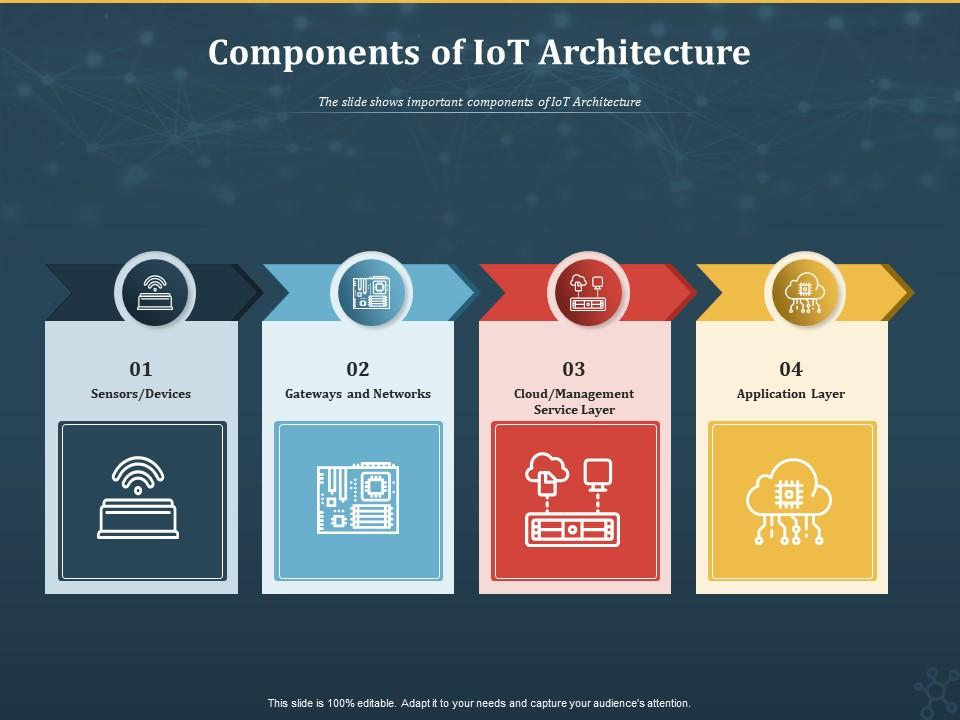 Components of IoT Architecture
The slide shows important components of IoT Architecture
01
Sensors/Devices
02
Gateways and Networks
03
Cloud/Management
Service Layer
04
Application Layer
This slide is 100% editable. Adapt it to your needs and capture your audience's attention.